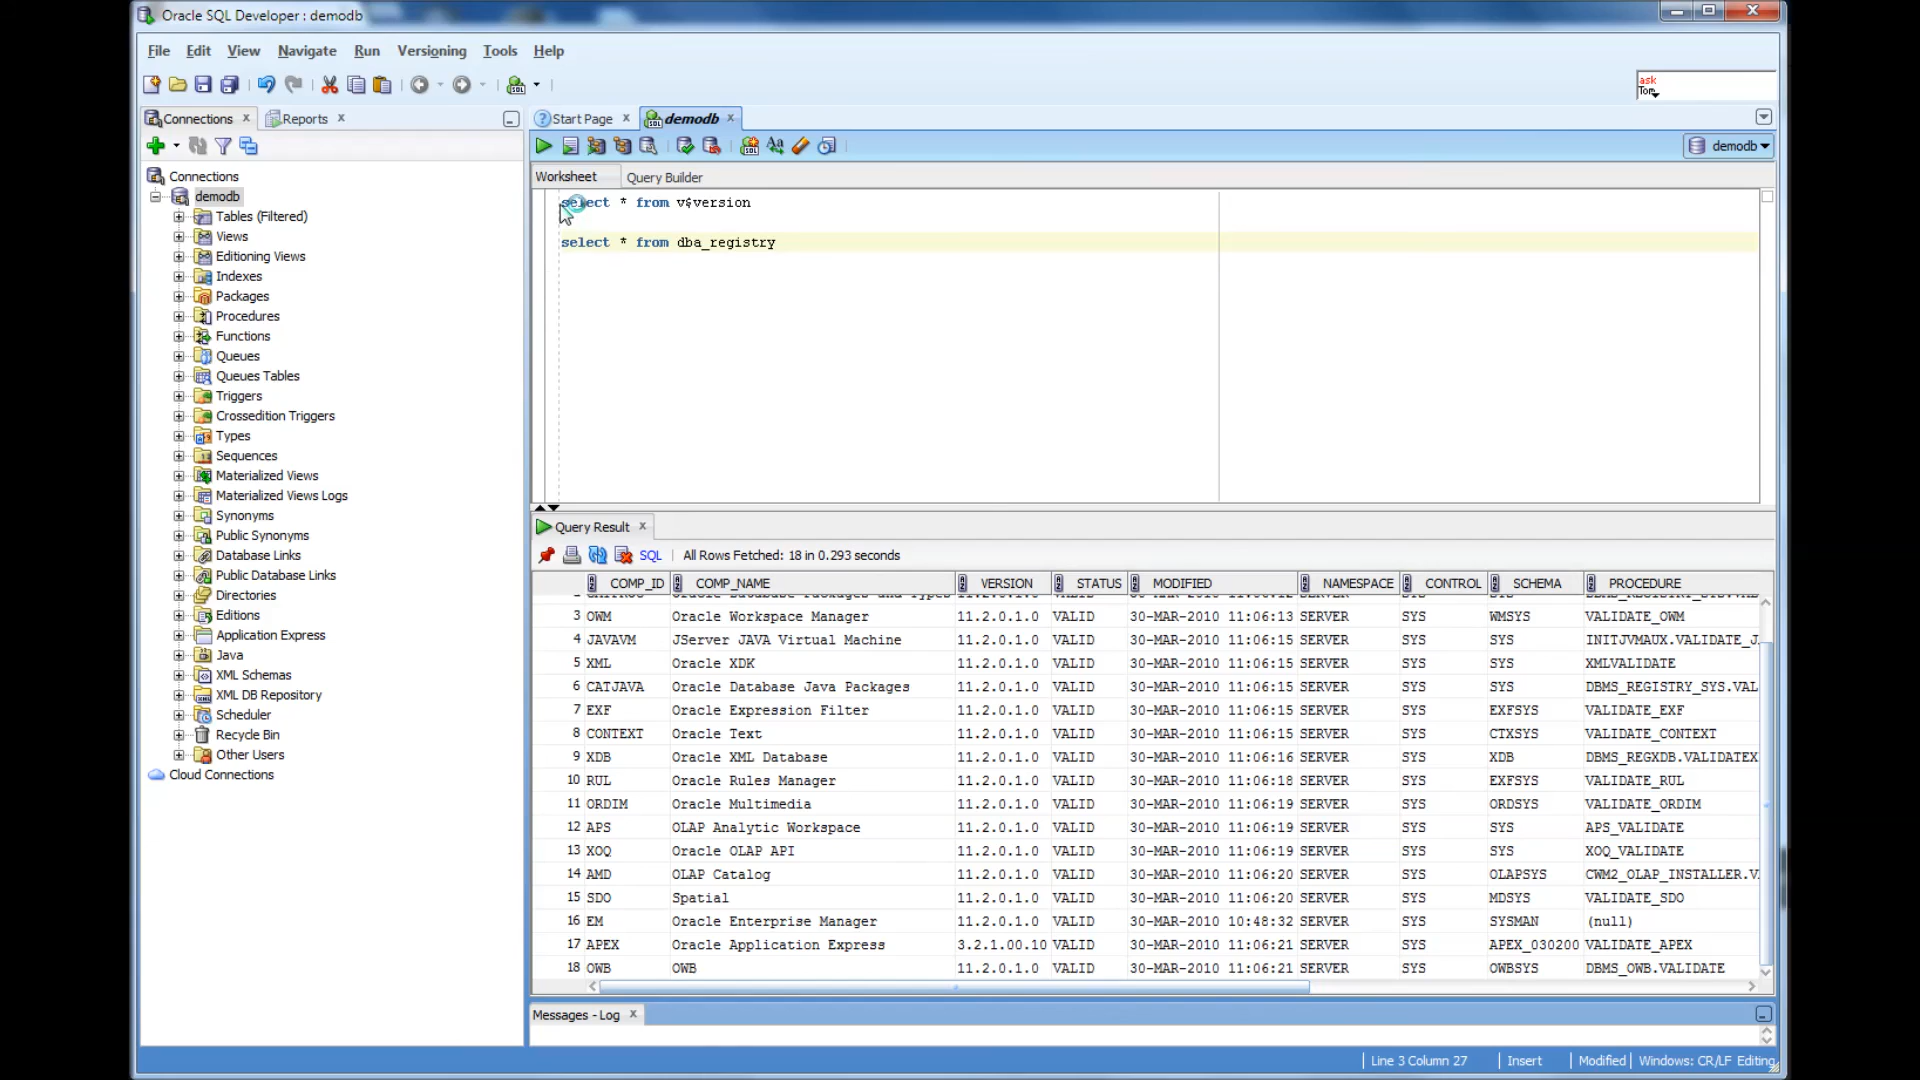 Oracle SQL Developer : demodb
File Edit View Navigate Run Versioning Tools Help
ask
Tom
Connections Reports
Start Page demodb
demodb
Worksheet Query Builder
Connections
demodb
Tables (Filtered)
Views
Editioning Views
Indexes
Packages
Procedures
Functions
Queues
Queues Tables
Triggers
Crossedition Triggers
Types
Sequences
Materialized Views
Materialized Views Logs
Synonyms
Public Synonyms
Database Links
Public Database Links
Directories
Editions
Application Express
Java
XML Schemas
XML DB Repository
Scheduler
Recycle Bin
Other Users
Cloud Connections
select * from v$version
select * from dba_registry
Query Result
SQL All Rows Fetched: 18 in 0.293 seconds
COMP_ID COMP_NAME VERSION STATUS MODIFIED NAMESPACE CONTROL SCHEMA PROCEDURE
3 OWM Oracle Workspace Manager 11.2.0.1.0 VALID 30-MAR-2010 11:06:13 SERVER SYS WMSYS VALIDATE_OWM
4 JAVAVM JServer JAVA Virtual Machine 11.2.0.1.0 VALID 30-MAR-2010 11:06:15 SERVER SYS SYS INITJVMAUX.VALIDATE_J
5 XML Oracle XDK 11.2.0.1.0 VALID 30-MAR-2010 11:06:15 SERVER SYS SYS XMLVALIDATE
6 CATJAVA Oracle Database Java Packages 11.2.0.1.0 VALID 30-MAR-2010 11:06:15 SERVER SYS SYS DBMS_REGISTRY_SYS.VAL
7 EXF Oracle Expression Filter 11.2.0.1.0 VALID 30-MAR-2010 11:06:15 SERVER SYS EXFSYS VALIDATE_EXF
8 CONTEXT Oracle Text 11.2.0.1.0 VALID 30-MAR-2010 11:06:15 SERVER SYS CTXSYS VALIDATE_CONTEXT
9 XDB Oracle XML Database 11.2.0.1.0 VALID 30-MAR-2010 11:06:16 SERVER SYS XDB DBMS_REGXDB.VALIDATEX
10 RUL Oracle Rules Manager 11.2.0.1.0 VALID 30-MAR-2010 11:06:18 SERVER SYS EXFSYS VALIDATE_RUL
11 ORDIM Oracle Multimedia 11.2.0.1.0 VALID 30-MAR-2010 11:06:19 SERVER SYS ORDSYS VALIDATE_ORDIM
12 APS OLAP Analytic Workspace 11.2.0.1.0 VALID 30-MAR-2010 11:06:19 SERVER SYS SYS APS_VALIDATE
13 XOQ Oracle OLAP API 11.2.0.1.0 VALID 30-MAR-2010 11:06:19 SERVER SYS SYS XOQ_VALIDATE
14 AMD OLAP Catalog 11.2.0.1.0 VALID 30-MAR-2010 11:06:20 SERVER SYS OLAPSYS CWM2_OLAP_INSTALLER.V
15 SDO Spatial 11.2.0.1.0 VALID 30-MAR-2010 11:06:20 SERVER SYS MDSYS VALIDATE_SDO
16 EM Oracle Enterprise Manager 11.2.0.1.0 VALID 30-MAR-2010 10:48:32 SERVER SYS SYSMAN (null)
17 APEX Oracle Application Express 3.2.1.00.10 VALID 30-MAR-2010 11:06:21 SERVER SYS APEX_030200 VALIDATE_APEX
18 OWB OWB 11.2.0.1.0 VALID 30-MAR-2010 11:06:21 SERVER SYS OWBSYS DBMS_OWB.VALIDATE
Messages - Log
Line 3 Column 27 Insert Modified Windows: CR/LF Editing